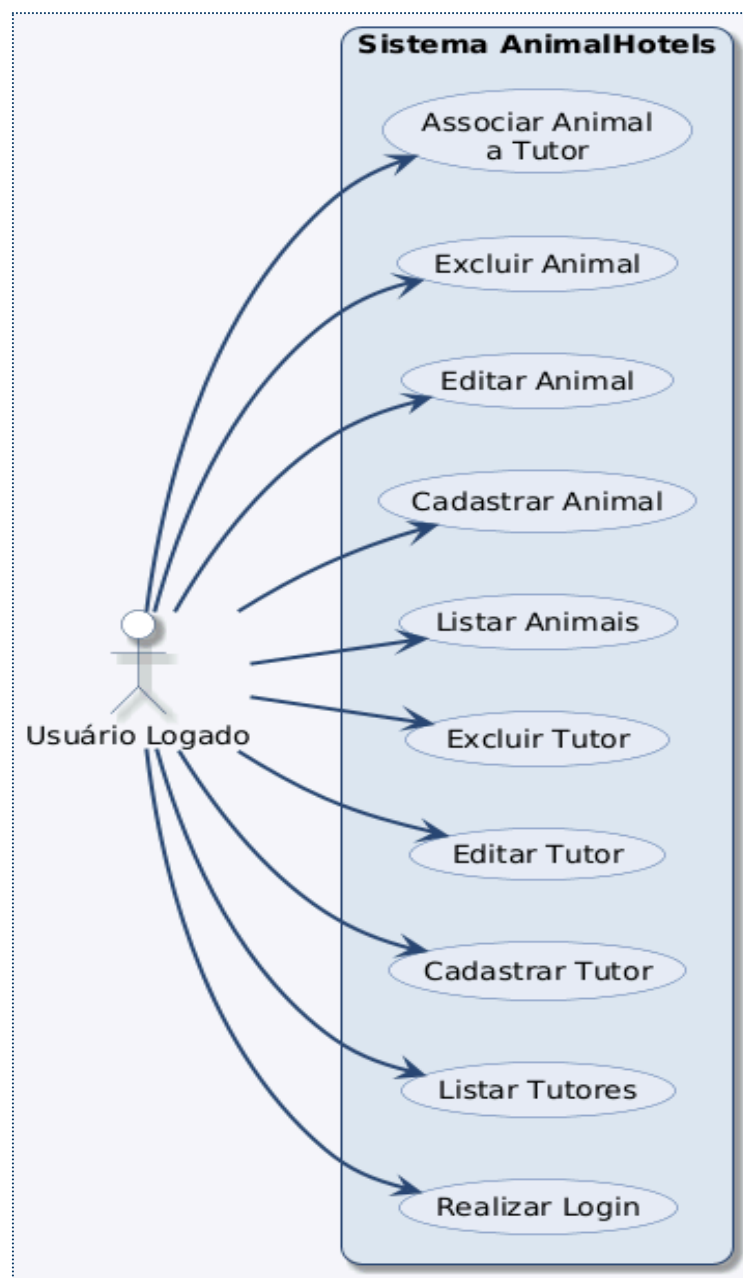 Sistema AnimalHotels
Associar Animal
a Tutor
Excluir Animal
Editar Animal
Cadastrar Animal
Listar Animais
Usuário Logado
Excluir Tutor
Editar Tutor
Cadastrar Tutor
Listar Tutores
Realizar Login